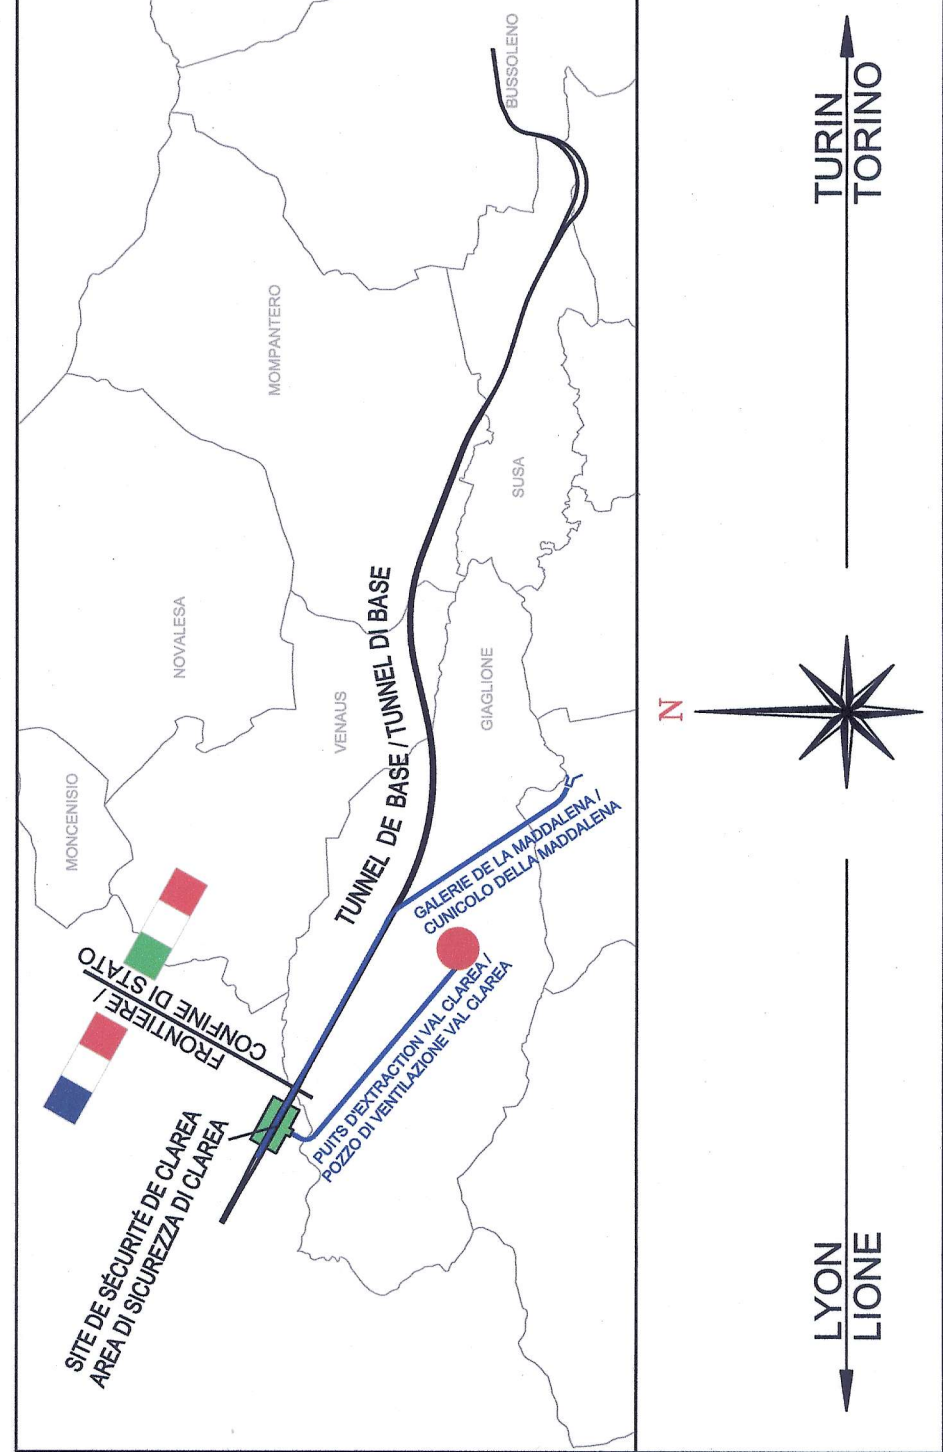 SITE DE SÉCURITÉ DE CLAREA
AREA DI SICUREZZA DI CLAREA
FRONTIERE /
CONFINE DI STATO
MONCENISIO
NOVALESA
MOMPANTERO
VENAUS
TUNNEL DE BASE / TUNNEL DI BASE
GIAGLIONE
SUSA
BUSSOLENO
GALERIE DE LA MADDALENA /
CUNICOLO DELLA MADDALENA
PUITS D'EXTRACTION VAL CLAREA /
POZZO DI VENTILAZIONE VAL CLAREA
N
LYON
LIONE
TURIN
TORINO